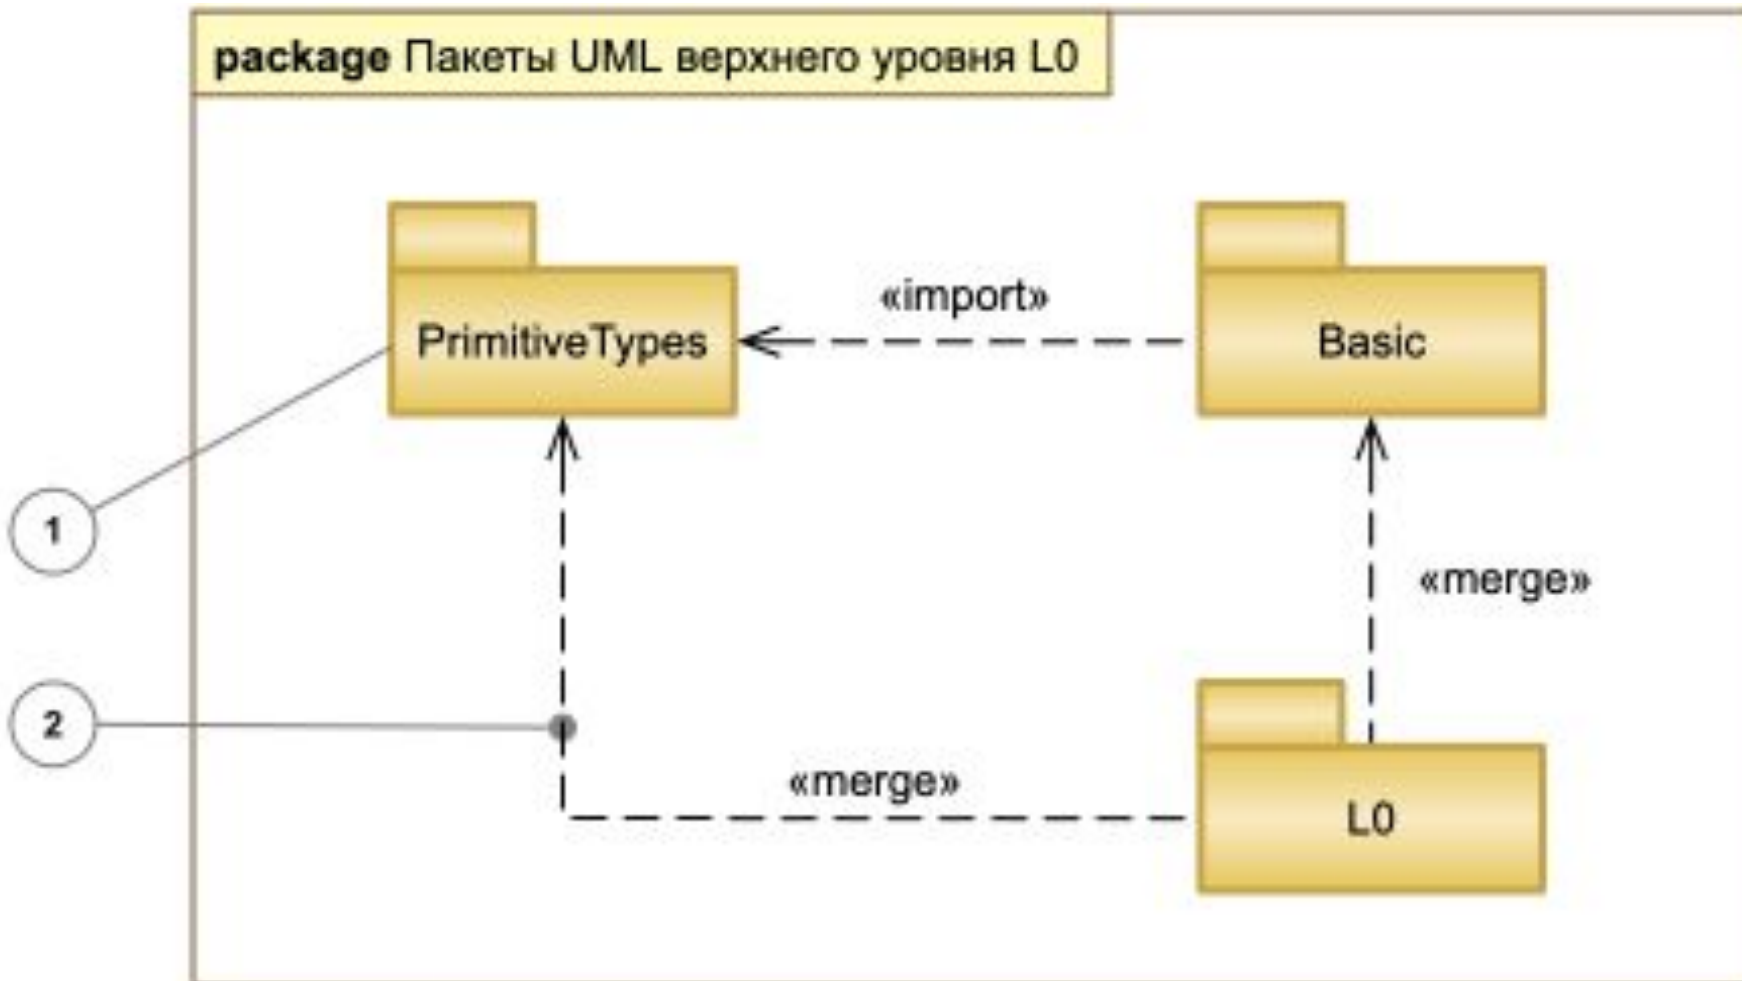 package Пакеты UML верхнего уровня L0
«import»
PrimitiveTypes
Basic
1
«merge»
2
«merge»
L0